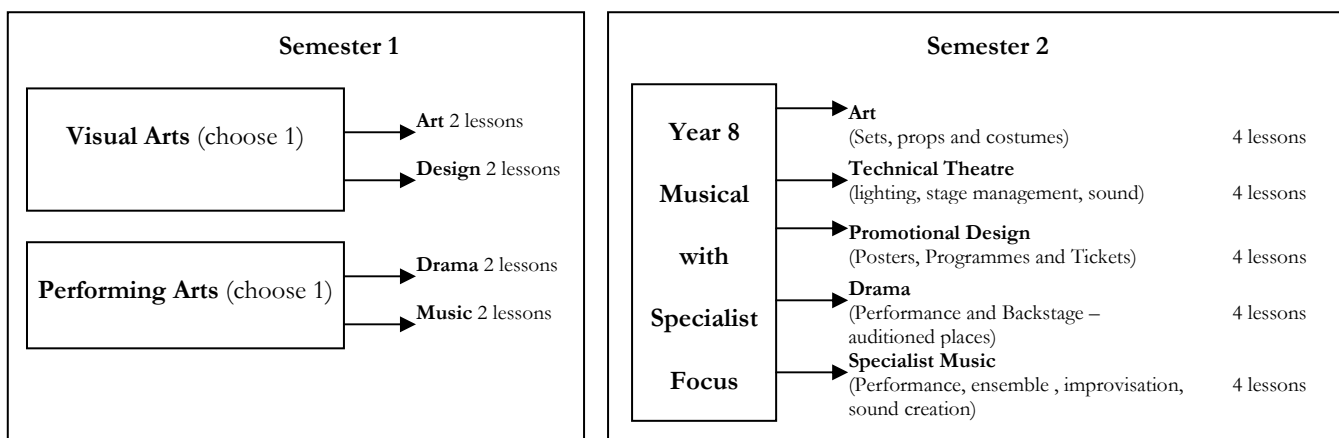 Semester 1
Visual Arts (choose 1)
Art 2 lessons
Design 2 lessons
Performing Arts (choose 1)
Drama 2 lessons
Music 2 lessons
Semester 2
Year 8
Musical
with
Specialist
Focus
Art
(Sets, props and costumes) 4 lessons
Technical Theatre
(lighting, stage management, sound) 4 lessons
Promotional Design
(Posters, Programmes and Tickets) 4 lessons
Drama
(Performance and Backstage – 4 lessons
auditioned places)
Specialist Music
(Performance, ensemble , improvisation, 4 lessons
sound creation)